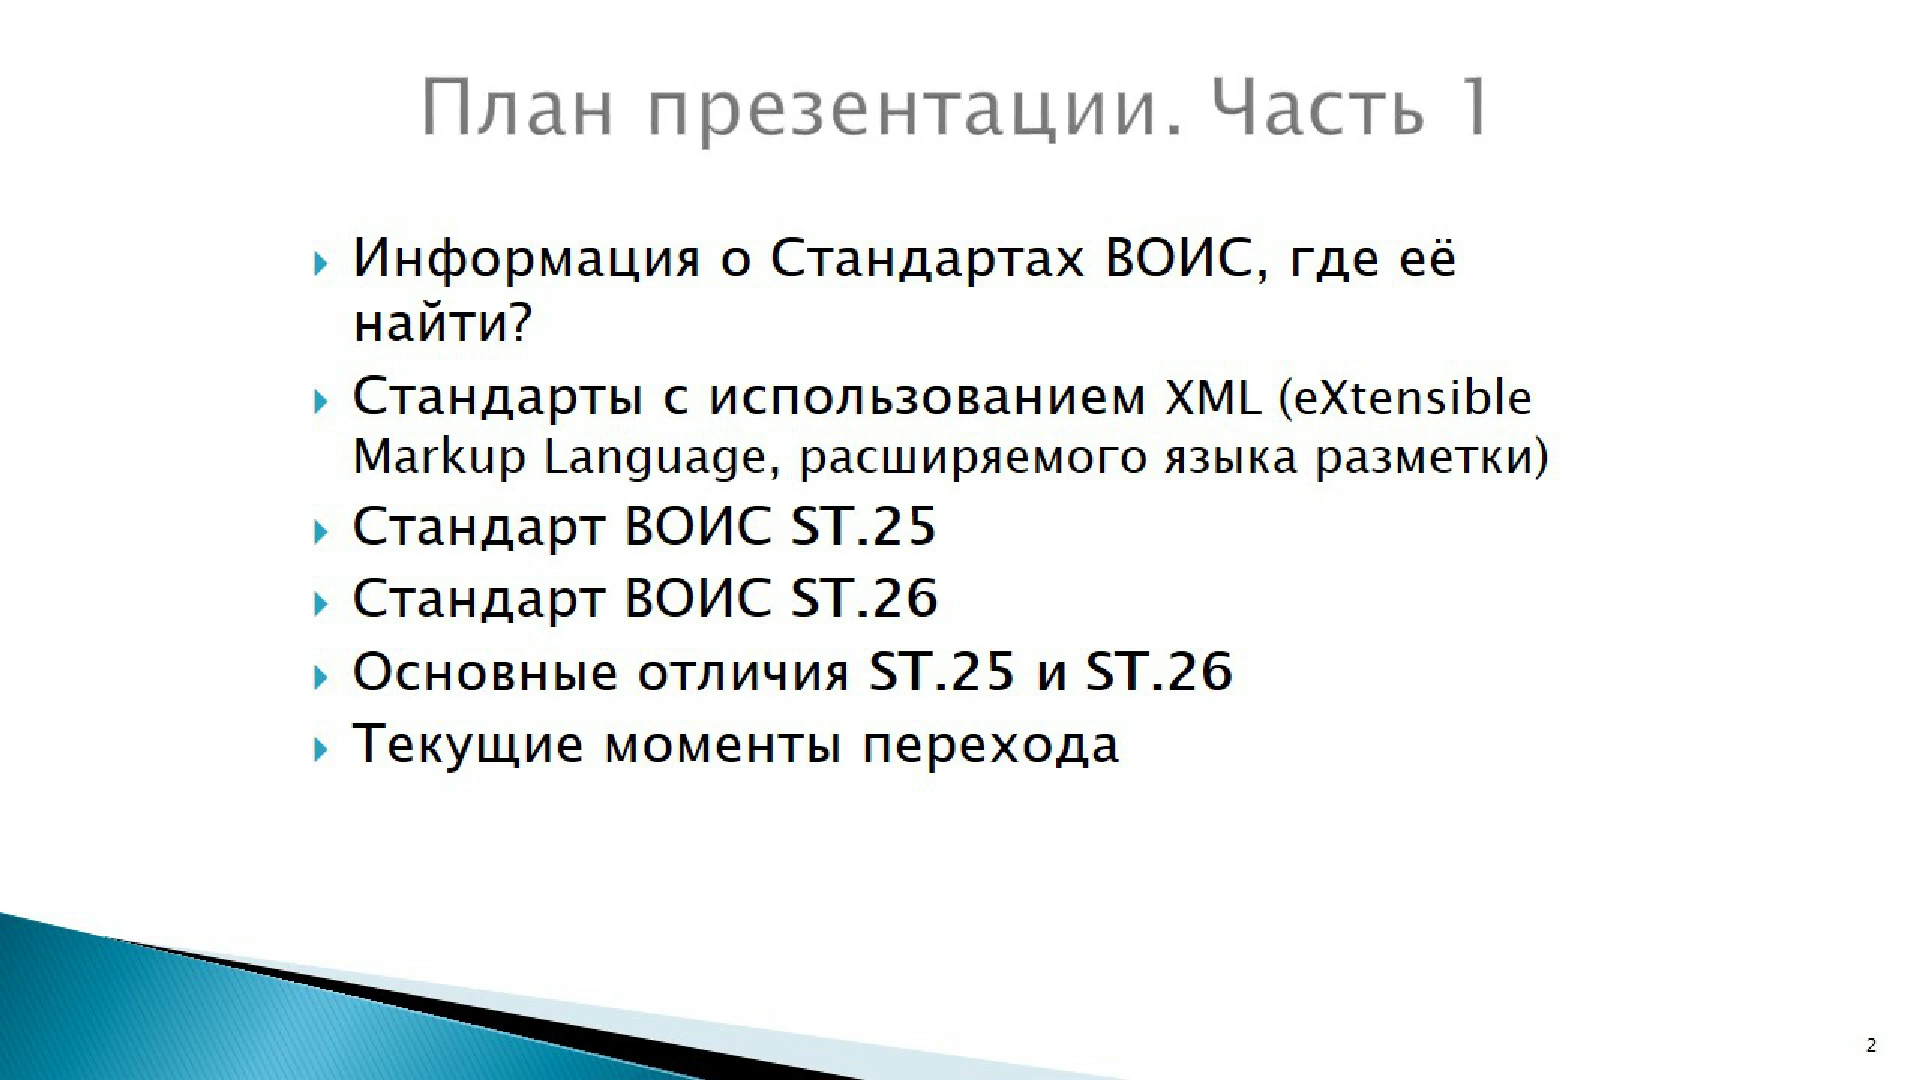 План презентации. Часть 1
Информация о Стандартах ВОИС, где её
найти?
Стандарты с использованием XML (eXtensible
Markup Language, расширяемого языка разметки)
Стандарт ВОИС ST.25
Стандарт ВОИС ST.26
Основные отличия ST.25 и ST.26
Текущие моменты перехода
2